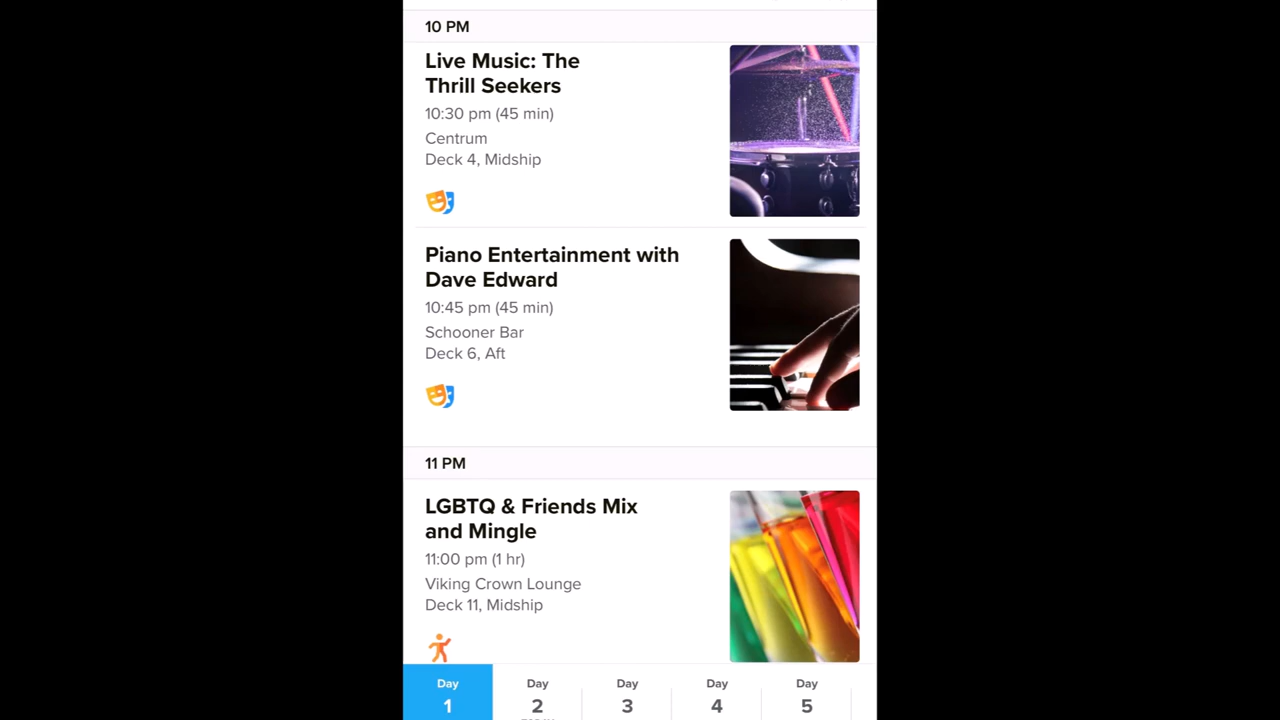 10 PM
Live Music: The
Thrill Seekers
10:30 pm (45 min)
Centrum
Deck 4, Midship
Piano Entertainment with
Dave Edward
10:45 pm (45 min)
Schooner Bar
Deck 6, Aft
11 PM
LGBTQ & Friends Mix
and Mingle
11:00 pm (1 hr)
Viking Crown Lounge
Deck 11, Midship
Day Day Day Day Day
1 2 3 4 5